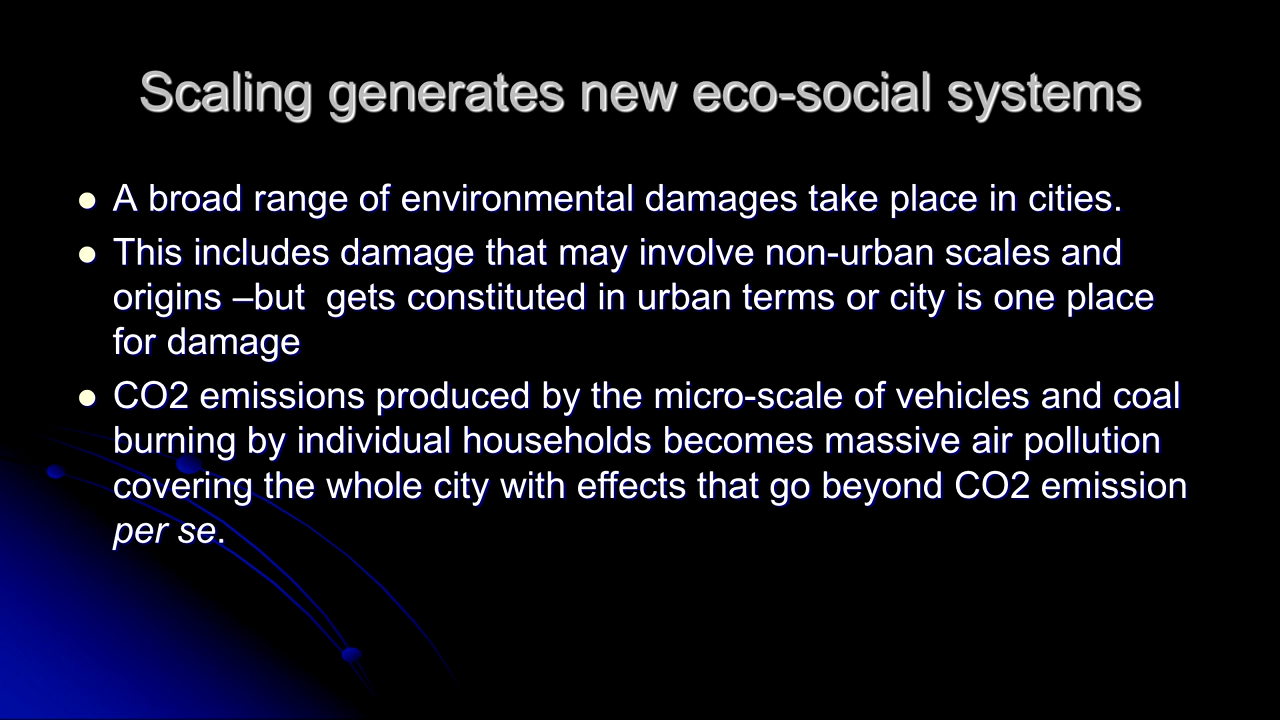 Scaling generates new eco-social systems
A broad range of environmental damages take place in cities.
This includes damage that may involve non-urban scales and
origins –but  gets constituted in urban terms or city is one place
for damage
CO2 emissions produced by the micro-scale of vehicles and coal
burning by individual households becomes massive air pollution
covering the whole city with effects that go beyond CO2 emission
per se.